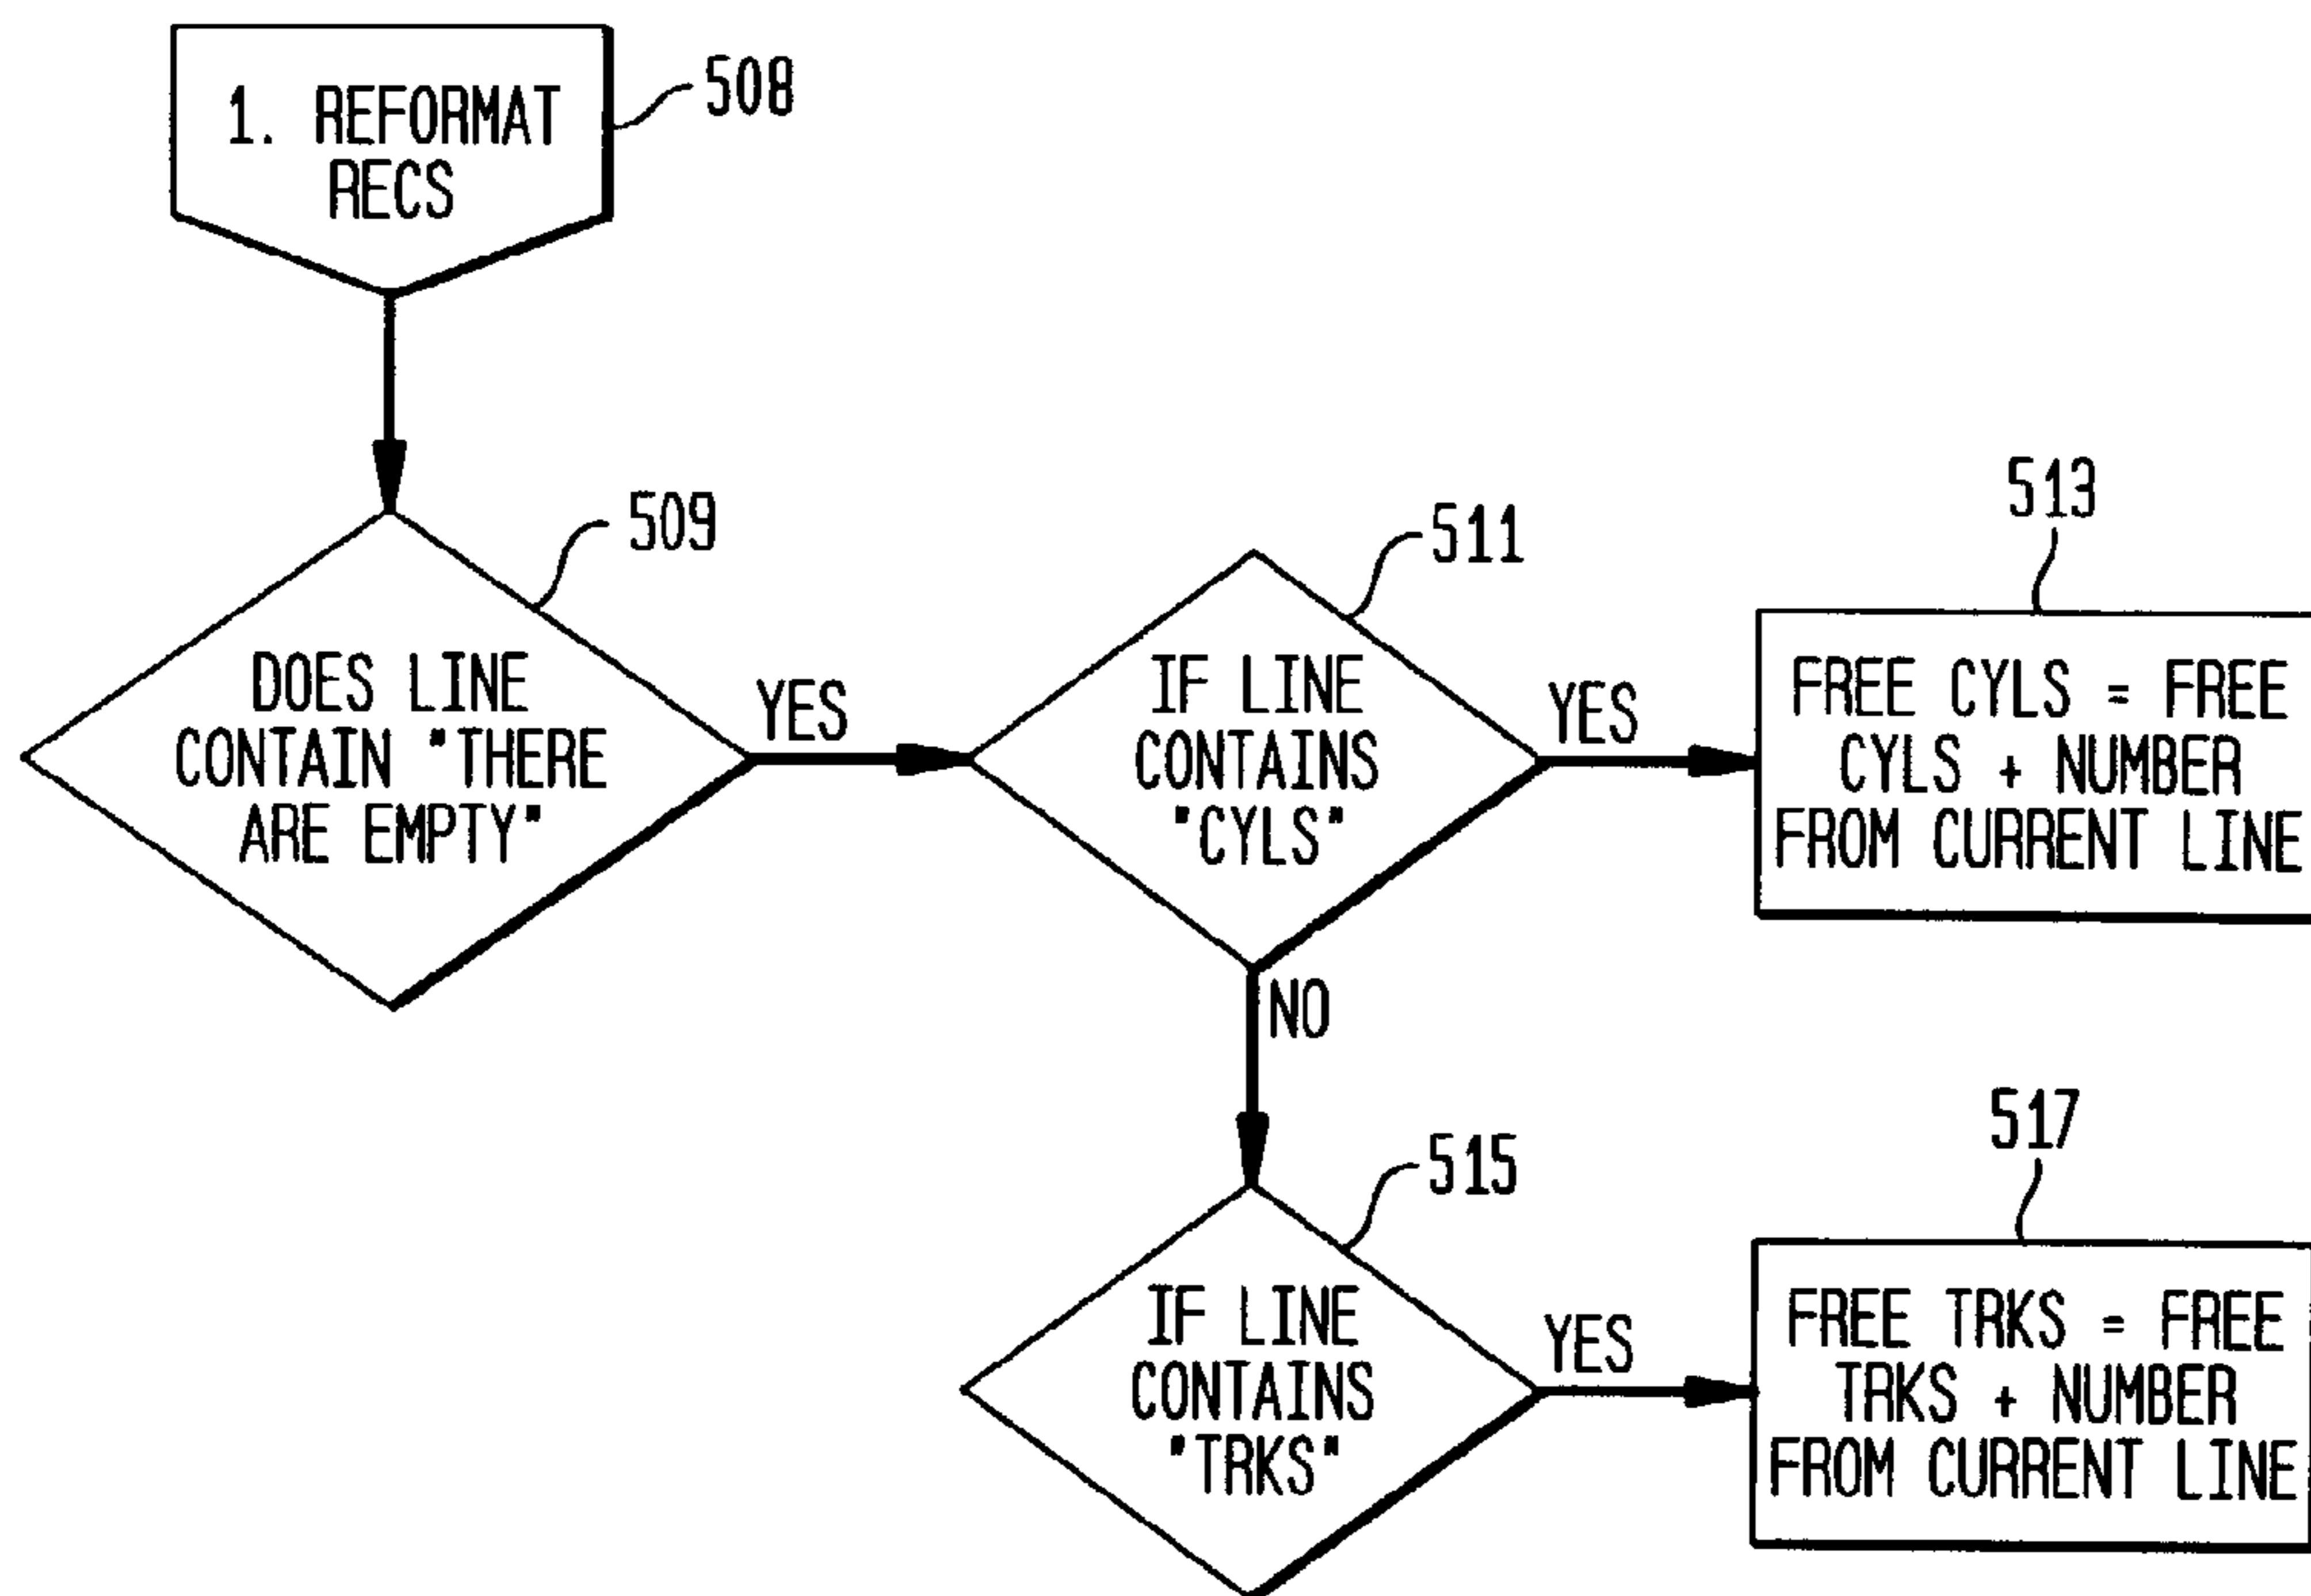 1. REFORMAT
RECS
508
509
DOES LINE
CONTAIN "THERE
ARE EMPTY"
YES
511
IF LINE
CONTAINS
"CYLS"
YES
513
FREE CYLS = FREE
CYLS + NUMBER
FROM CURRENT LINE
NO
515
IF LINE
CONTAINS
"TRKS"
YES
517
FREE TRKS = FREE
TRKS + NUMBER
FROM CURRENT LINE